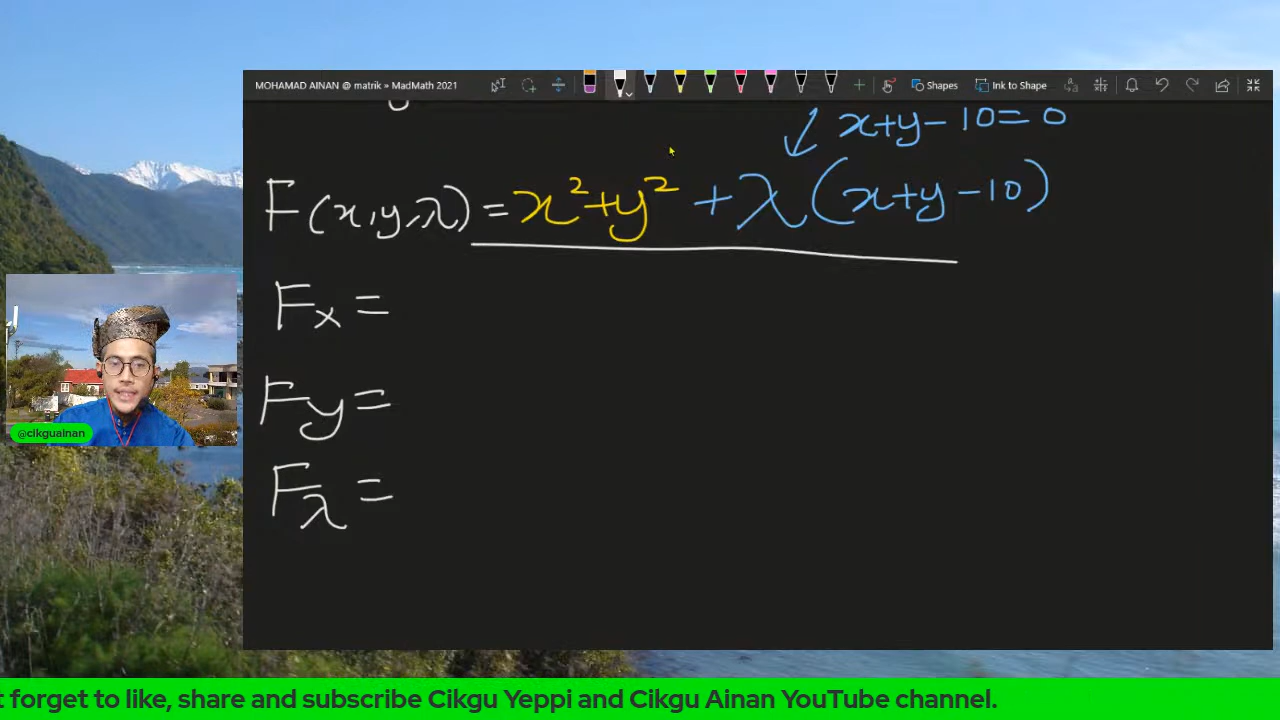 MOHAMAD AINAN @ matrik » MadMath 2021
Shapes
Ink to Shape
x+y-10=0
F(x,y,λ)=x²+y²+λ(x+y-10)
Fx=
Fy=
Fλ=
@cikguainan
t forget to like, share and subscribe Cikgu Yeppi and Cikgu Ainan YouTube channel.